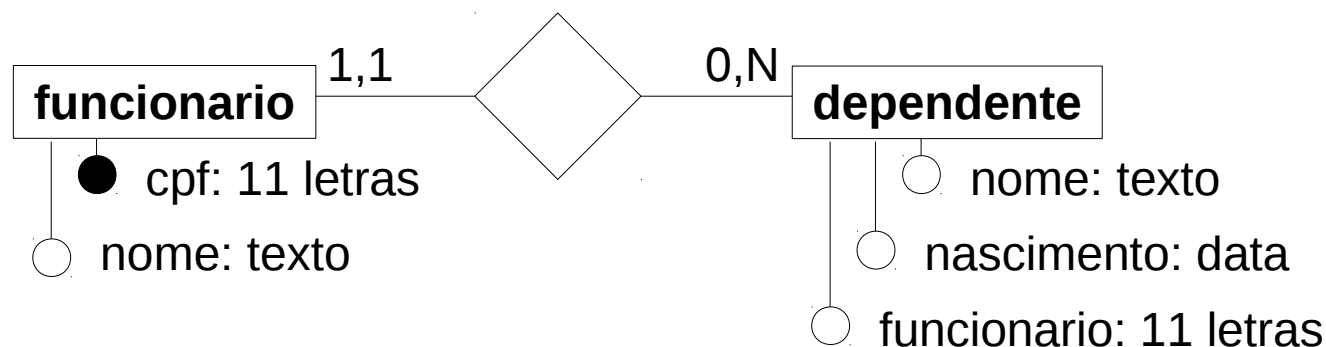 1,1
0,N
funcionario
dependente
cpf: 11 letras
nome: texto
nome: texto
nascimento: data
funcionario: 11 letras